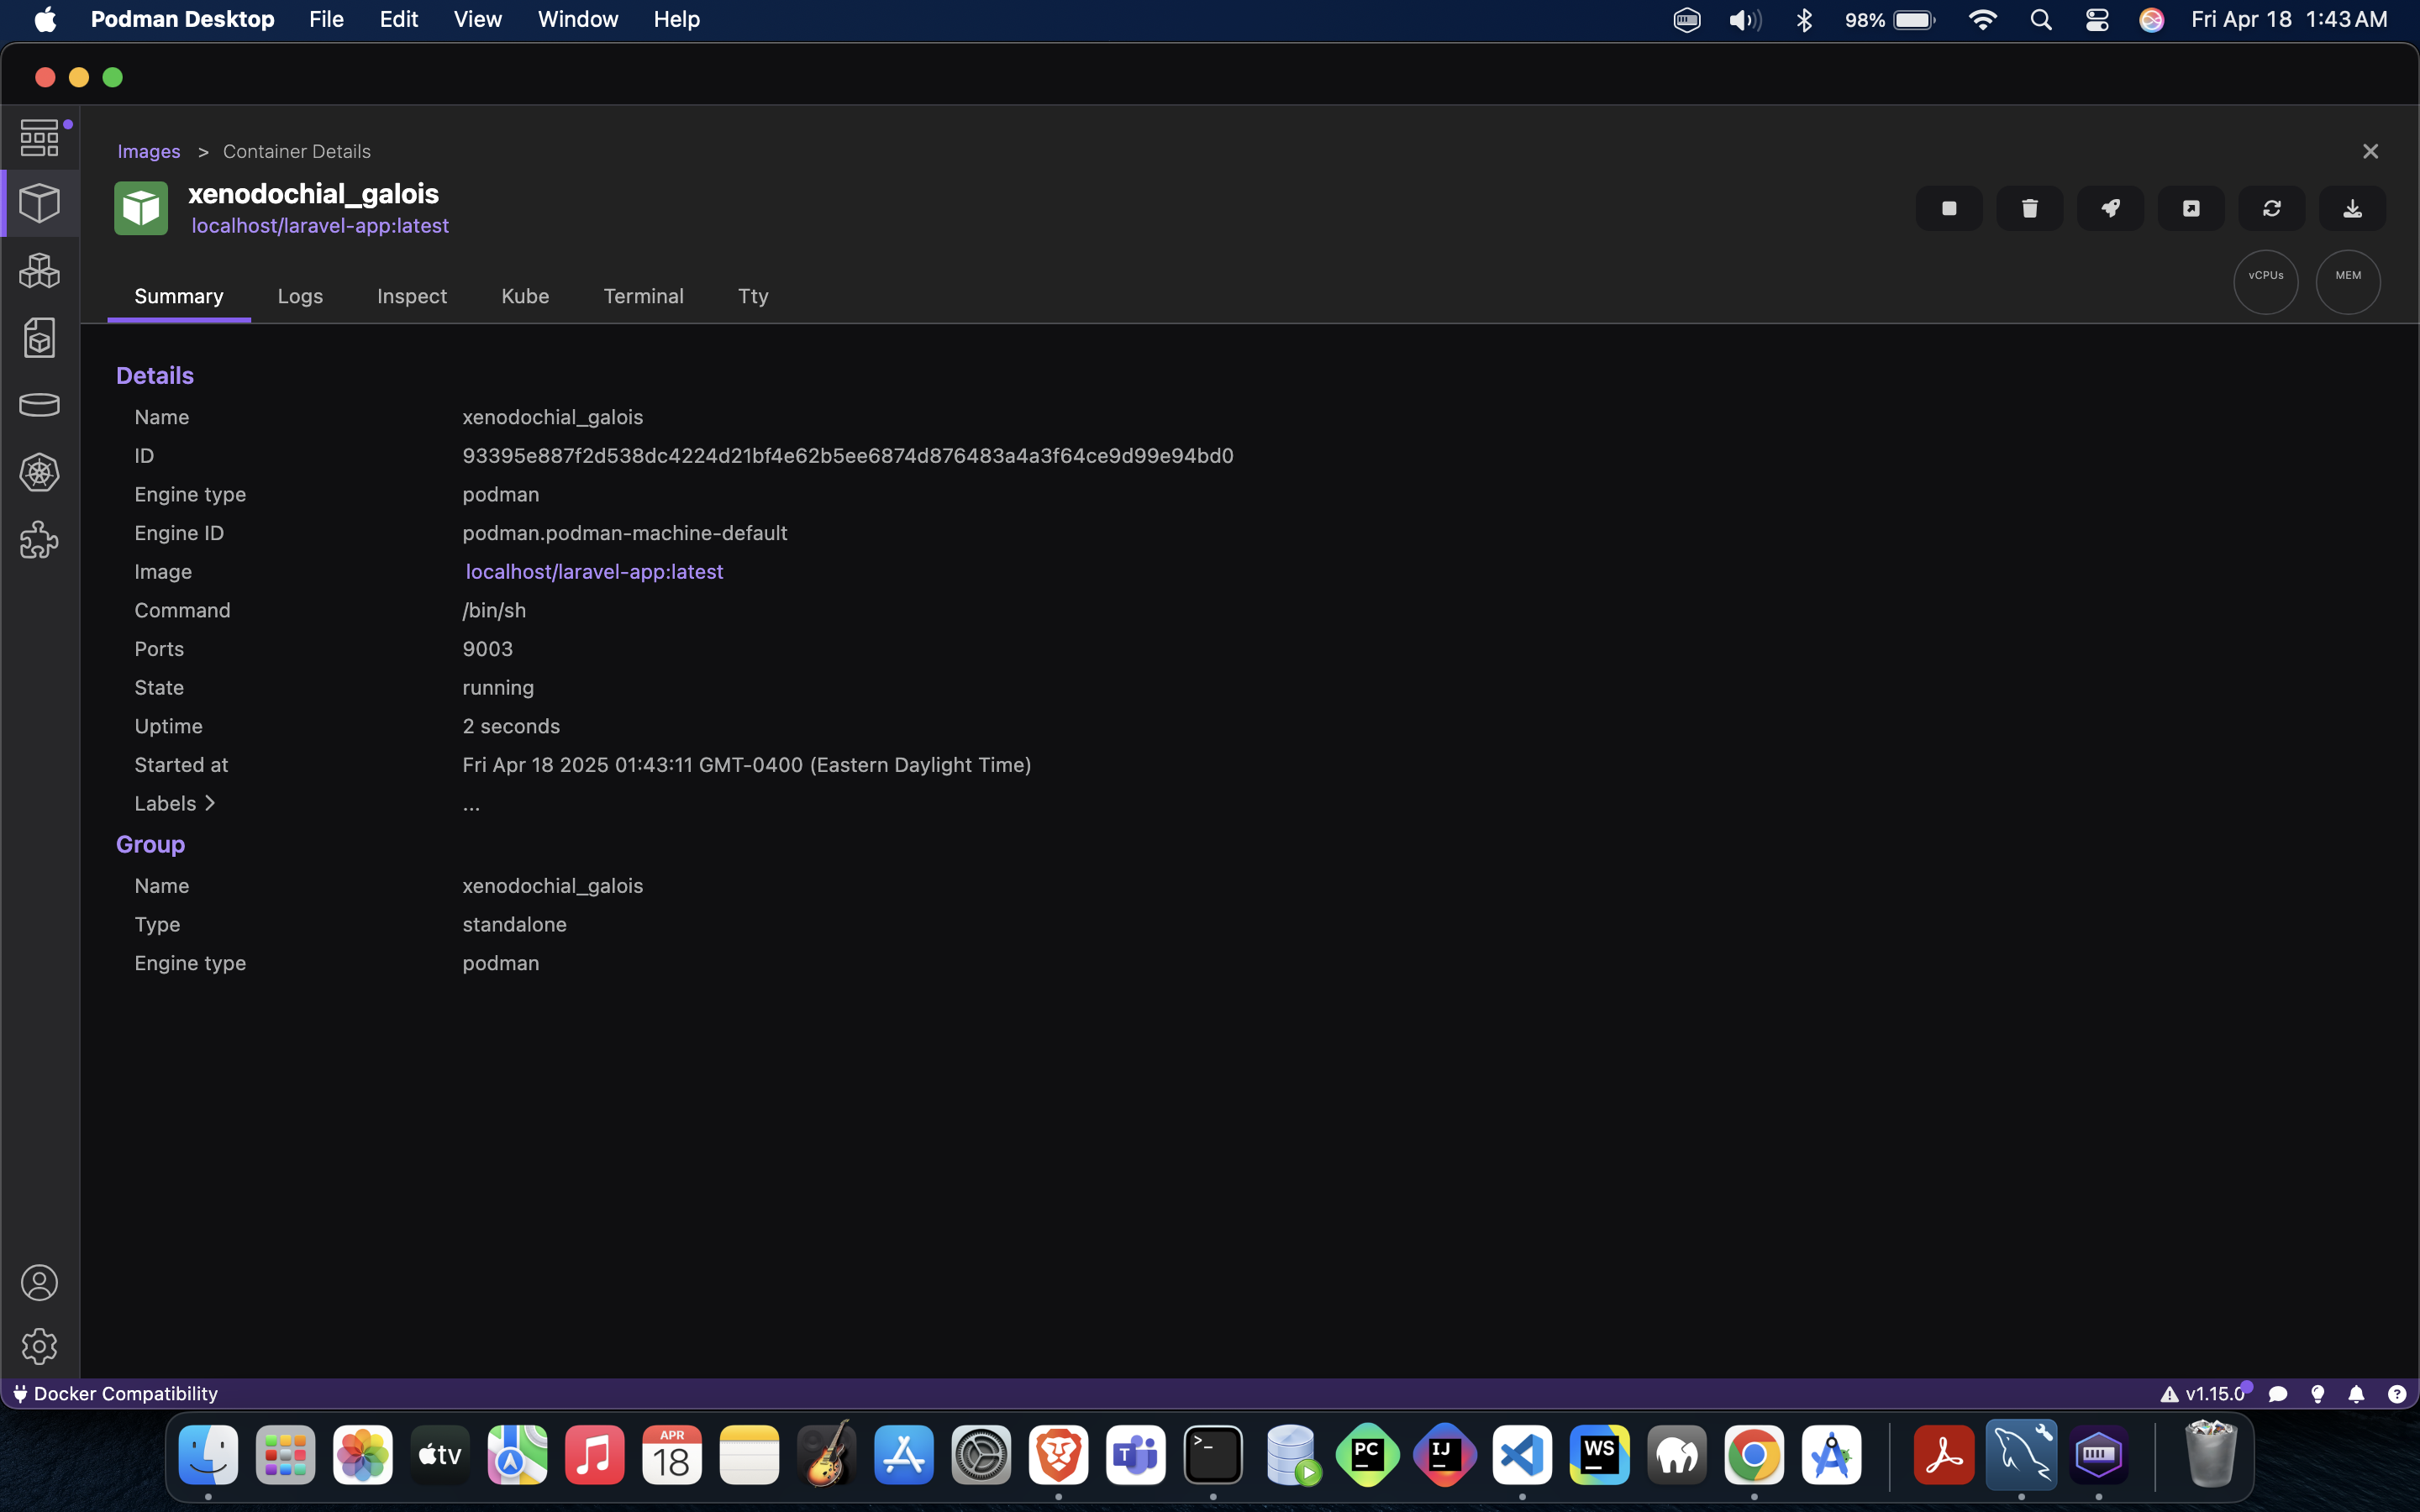 Podman Desktop File Edit View Window Help 98% Fri Apr 18 1:43 AM
Images > Container Details
xenodochial_galois
localhost/laravel-app:latest
Summary Logs Inspect Kube Terminal Tty vCPUs MEM
Details
Name xenodochial_galois
ID 93395e887f2d538dc4224d21bf4e62b5ee6874d876483a4a3f64ce9d99e94bd0
Engine type podman
Engine ID podman.podman-machine-default
Image localhost/laravel-app:latest
Command /bin/sh
Ports 9003
State running
Uptime 2 seconds
Started at Fri Apr 18 2025 01:43:11 GMT-0400 (Eastern Daylight Time)
Labels > ...
Group
Name xenodochial_galois
Type standalone
Engine type podman
Docker Compatibility v1.15.0
tv APR 18 T >_ PC IJ WS